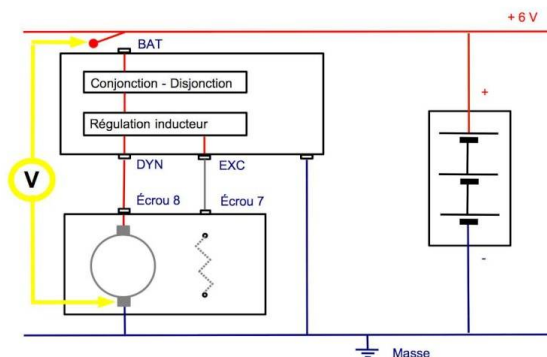 + 6 V
BAT
Conjonction - Disjonction
+
Régulation inducteur
V
DYN
EXC
Écrou 8
Écrou 7
-
Masse